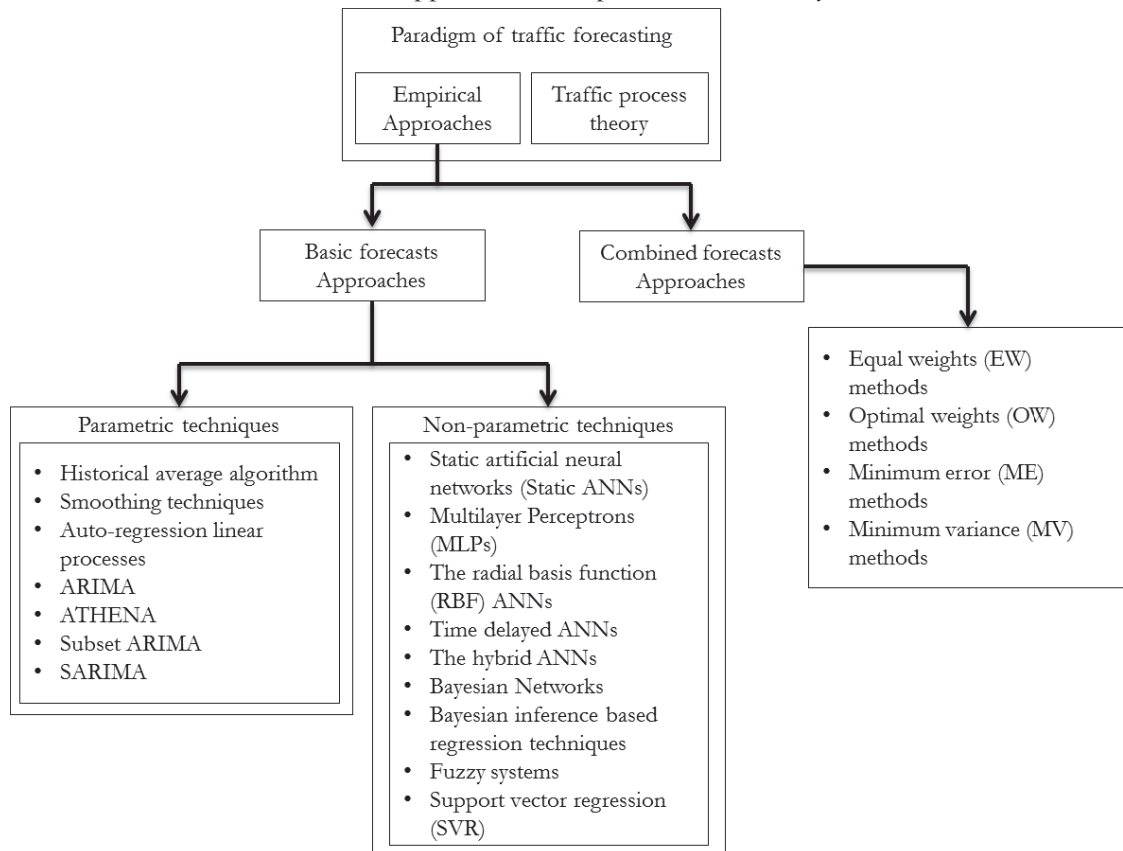 Paradigm of traffic forecasting
Empirical
Approaches
Traffic process
theory
Basic forecasts
Approaches
Combined forecasts
Approaches
• Equal weights (EW)
methods
• Optimal weights (OW)
methods
• Minimum error (ME)
methods
• Minimum variance (MV)
methods
Parametric techniques
• Historical average algorithm
• Smoothing techniques
• Auto-regression linear
processes
• ARIMA
• ATHENA
• Subset ARIMA
• SARIMA
Non-parametric techniques
• Static artificial neural
networks (Static ANNs)
• Multilayer Perceptrons
(MLPs)
• The radial basis function
(RBF) ANNs
• Time delayed ANNs
• The hybrid ANNs
• Bayesian Networks
• Bayesian inference based
regression techniques
• Fuzzy systems
• Support vector regression
(SVR)